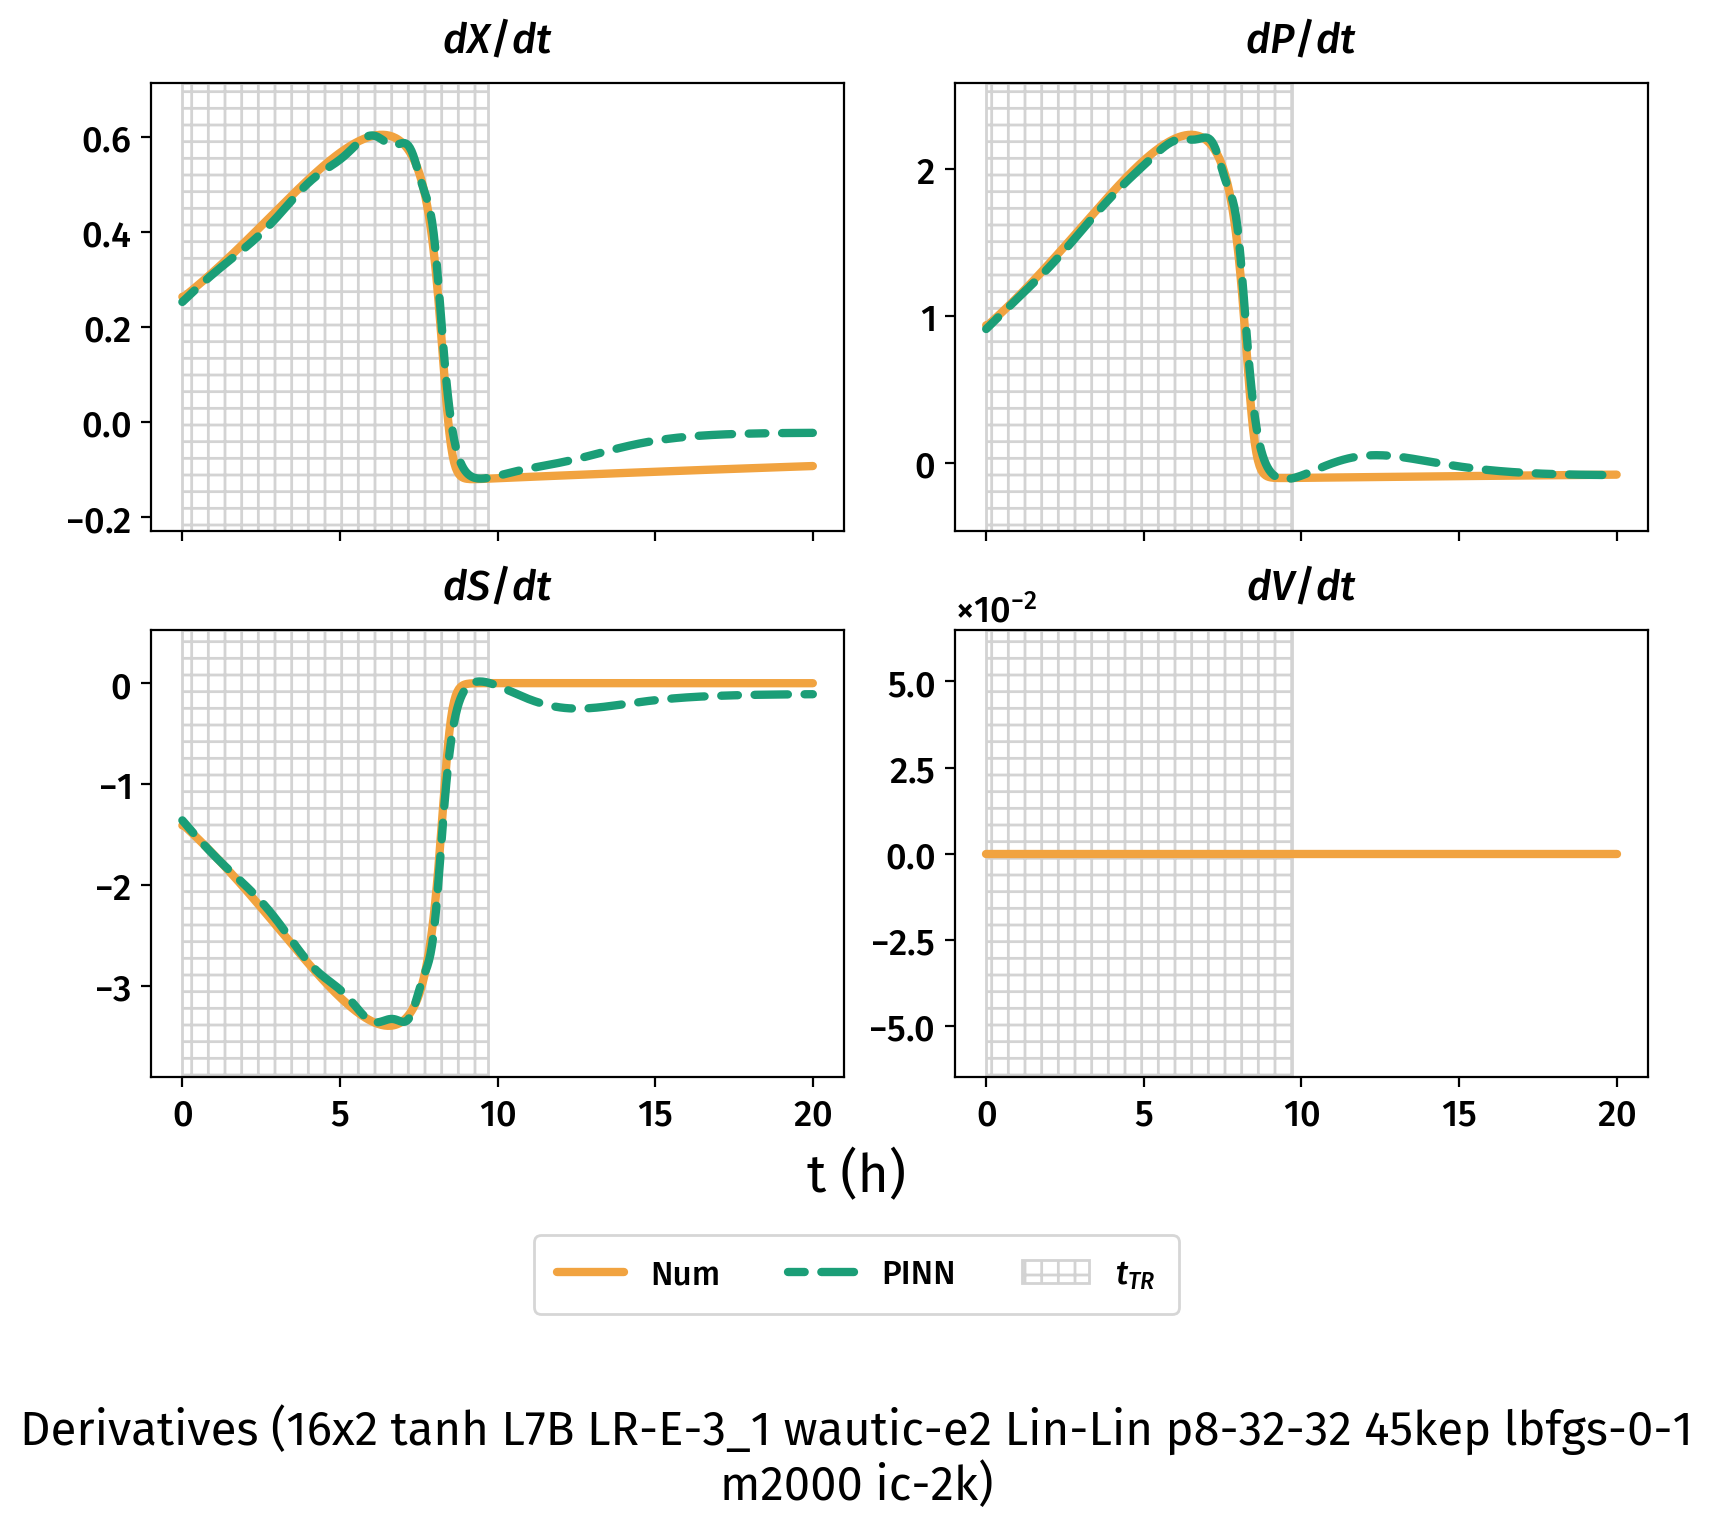 dX/dt
dP/dt
0.6
0.4
0.2
0.0
−0.2
2
1
0
dS/dt
dV/dt
×10⁻²
0
−1
−2
−3
5.0
2.5
0.0
−2.5
−5.0
0 5 10 15 20
0 5 10 15 20
t (h)
Num PINN t_TR
Derivatives (16x2 tanh L7B LR-E-3_1 wautic-e2 Lin-Lin p8-32-32 45kep lbfgs-0-1
m2000 ic-2k)